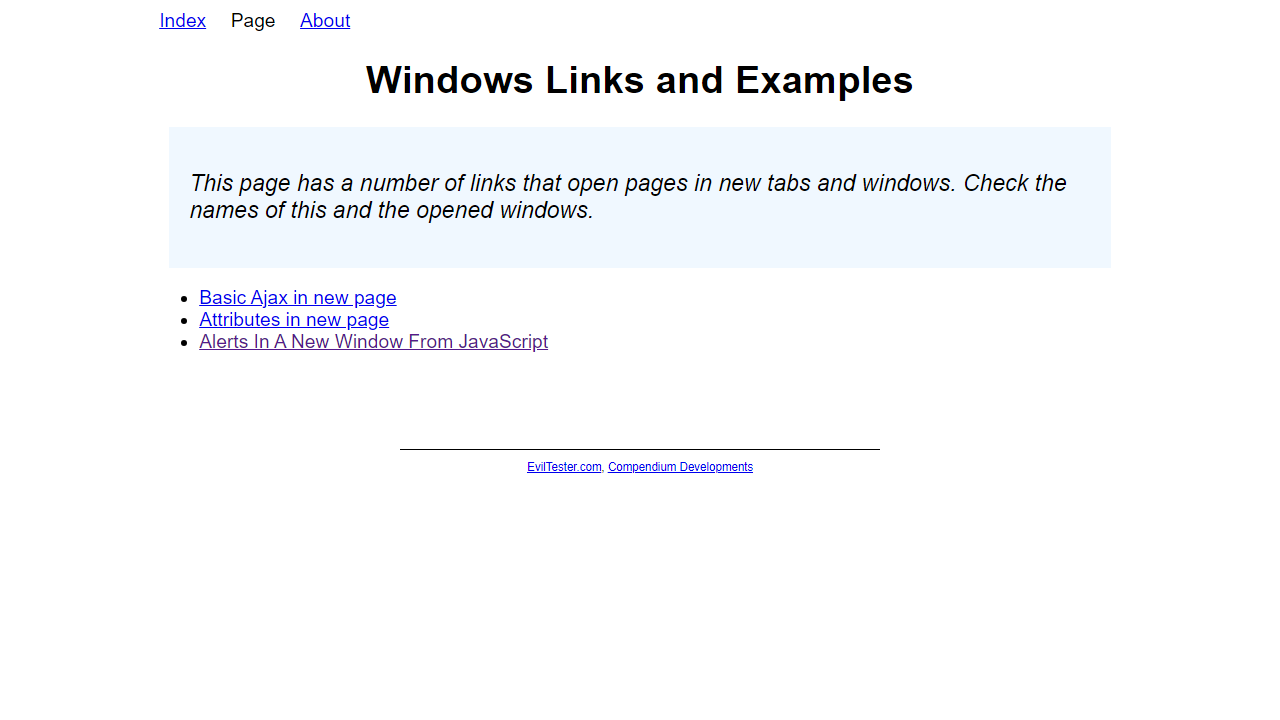 Index Page About
Windows Links and Examples
This page has a number of links that open pages in new tabs and windows. Check the
names of this and the opened windows.
Basic Ajax in new page
Attributes in new page
Alerts In A New Window From JavaScript
EvilTester.com, Compendium Developments